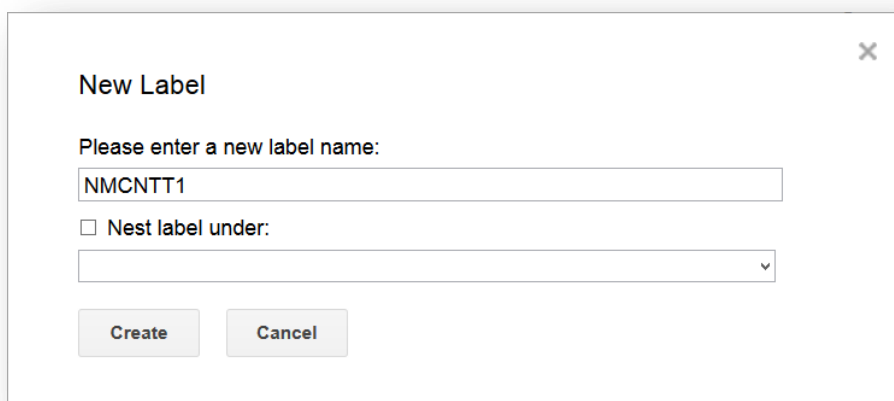 New Label
Please enter a new label name:
NMCNTT1
Nest label under:
Create Cancel